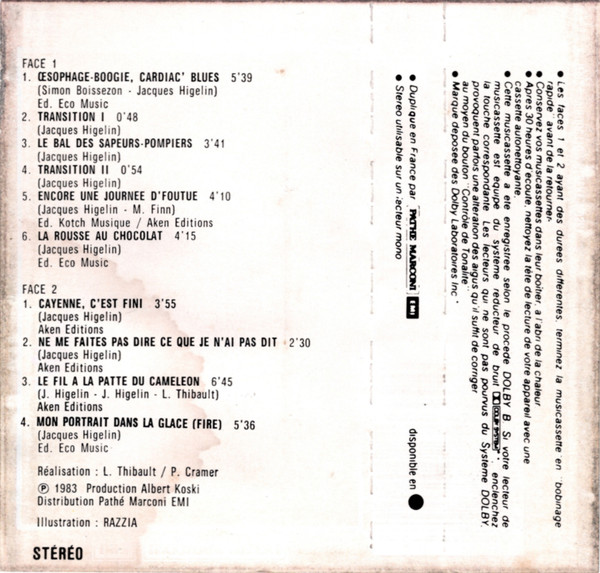 FACE 1
1. ŒSOPHAGE-BOOGIE, CARDIAC' BLUES 5'39
(Simon Boissezon - Jacques Higelin)
Ed. Eco Music
2. TRANSITION I 0'48
(Jacques Higelin)
3. LE BAL DES SAPEURS-POMPIERS 3'41
(Jacques Higelin)
4. TRANSITION II 0'54
(Jacques Higelin)
5. ENCORE UNE JOURNEE D'FOUTUE 4'10
(Jacques Higelin - M. Finn)
Ed. Kotch Musique / Aken Editions
6. LA ROUSSE AU CHOCOLAT 4'15
(Jacques Higelin)
Ed. Eco Music
FACE 2
1. CAYENNE, C'EST FINI 3'55
(Jacques Higelin)
Aken Editions
2. NE ME FAITES PAS DIRE CE QUE JE N'AI PAS DIT 2'30
(Jacques Higelin)
Aken Editions
3. LE FIL A LA PATTE DU CAMELEON 6'45
(J. Higelin - J. Higelin - L. Thibault)
Aken Editions
4. MON PORTRAIT DANS LA GLACE (FIRE) 5'36
(Jacques Higelin)
Ed. Eco Music
Réalisation : L. Thibault / P. Cramer
℗ 1983 Production Albert Koski
Distribution Pathé Marconi EMI
Illustration : RAZZIA
STÉRÉO
● Les faces 1 et 2 ayant des durées différentes, terminez la musicassette en "bobinage
rapide" avant de la retourner.
● Conservez vos musicassettes dans leur boîtier, à l'abri de la chaleur
● Après 30 heures d'écoute, nettoyez la tête de lecture de votre appareil avec une
cassette autonettoyante.
● Cette musicassette a été enregistrée selon le procédé DOLBY B. Si votre lecteur de
musicassette est équipé du système réducteur de bruit DOLBY SYSTEM*, enclenchez
la touche correspondante. Les lecteurs qui ne sont pas pourvus du Système DOLBY,
provoquent parfois une altération des aigus qu'il suffit de corriger
au moyen du bouton "Contrôle de Tonalité"
* Marque déposée des Dolby Laboratories Inc
● Dupliqué en France par PATHE MARCONI EMI
● Stéréo utilisable sur un lecteur mono
disponible en ●